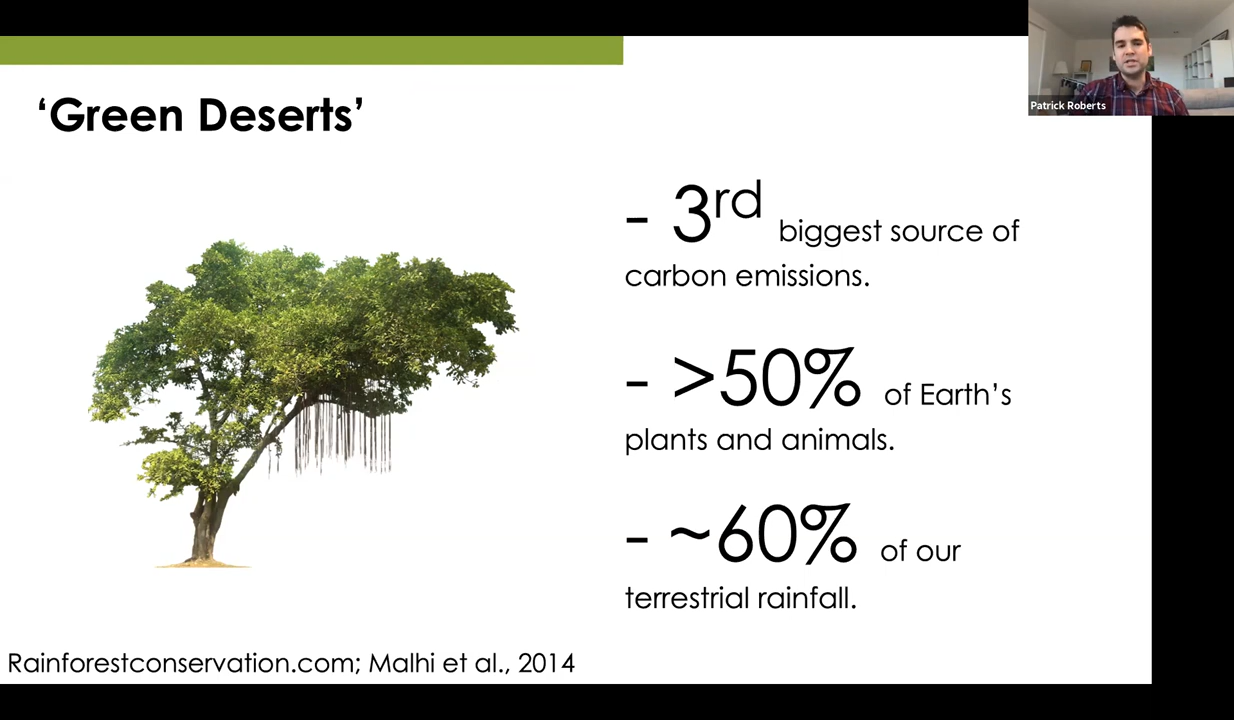 ‘Green Deserts’
Patrick Roberts
- 3rd biggest source of
carbon emissions.
- >50% of Earth’s
plants and animals.
- ~60% of our
terrestrial rainfall.
Rainforestconservation.com; Malhi et al., 2014